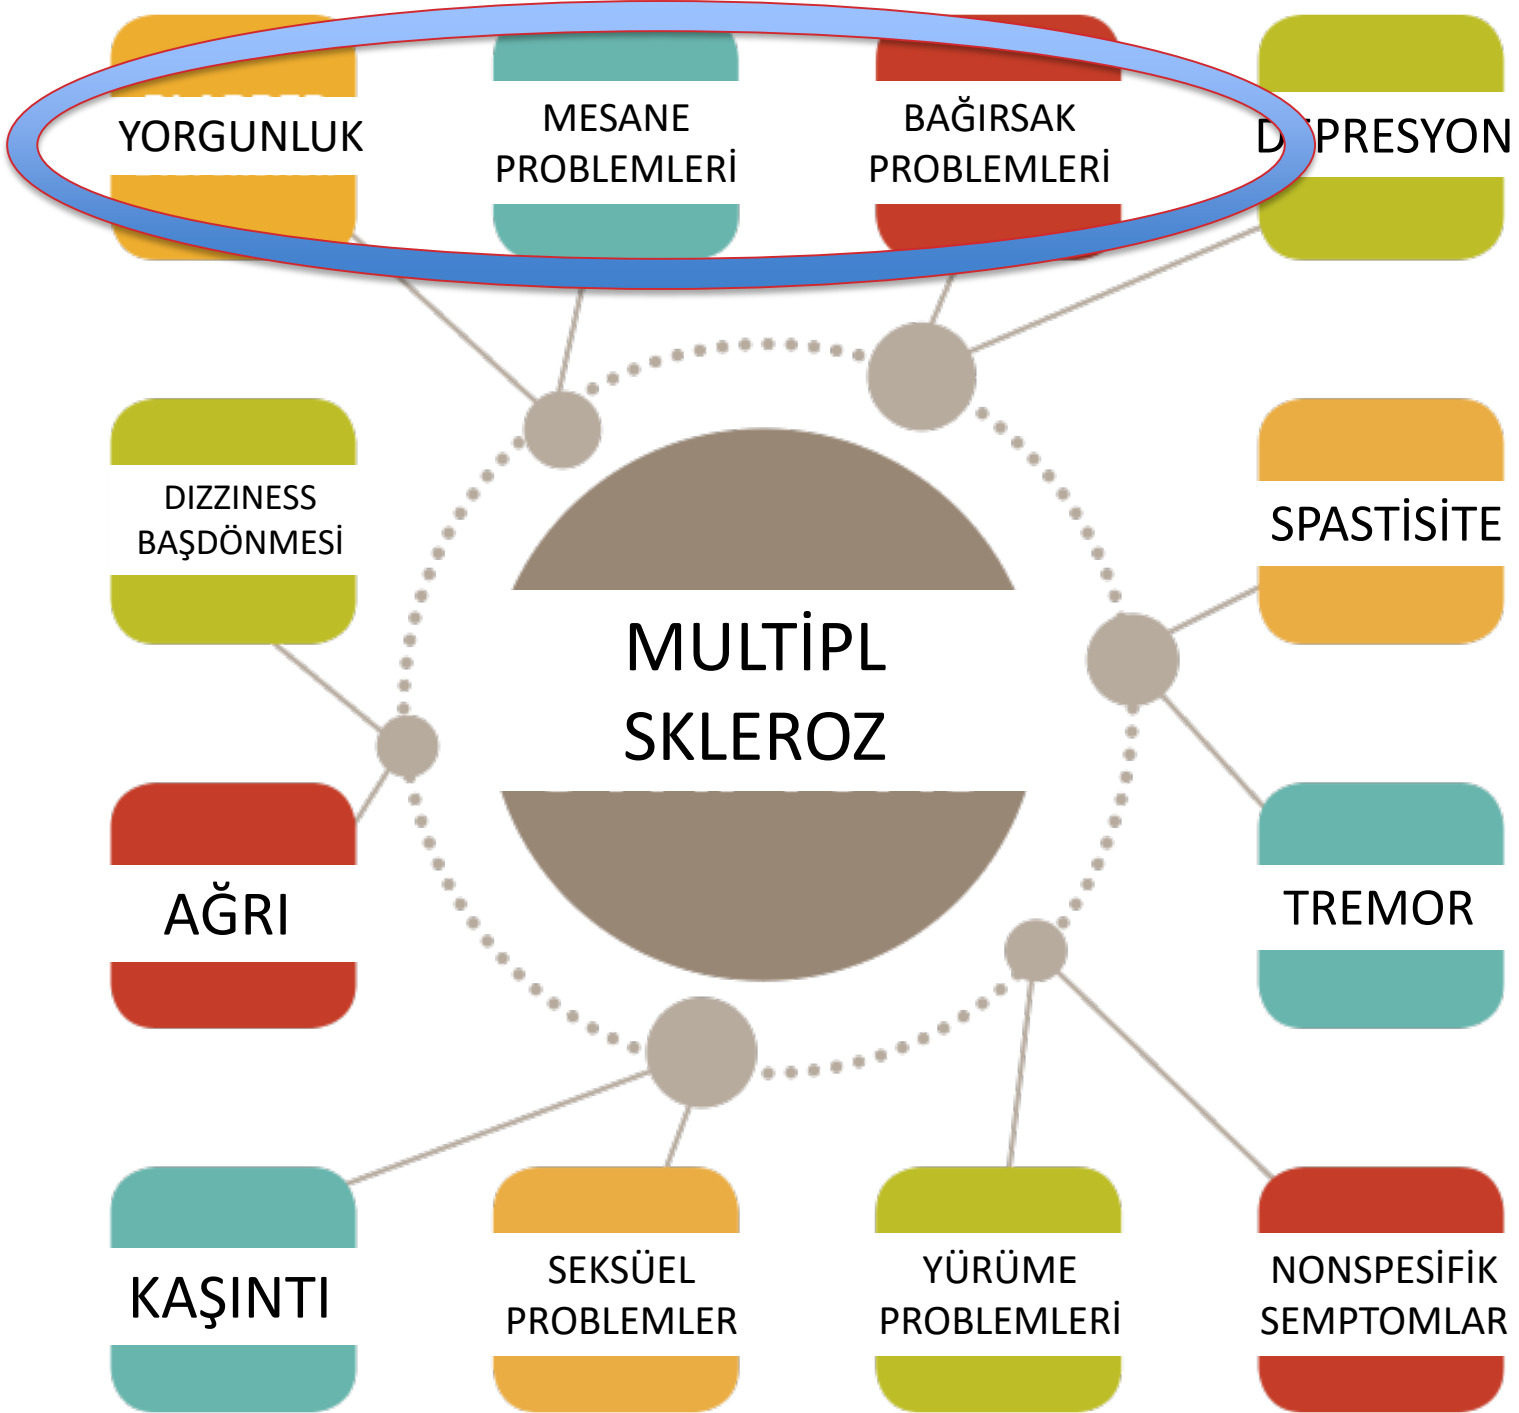 YORGUNLUK
MESANE
PROBLEMLERİ
BAĞIRSAK
PROBLEMLERİ
DEPRESYON
DIZZINESS
BAŞDÖNMESİ
SPASTİSİTE
MULTİPL
SKLEROZ
AĞRI
TREMOR
KAŞINTI
SEKSÜEL
PROBLEMLER
YÜRÜME
PROBLEMLERİ
NONSPESİFİK
SEMPTOMLAR